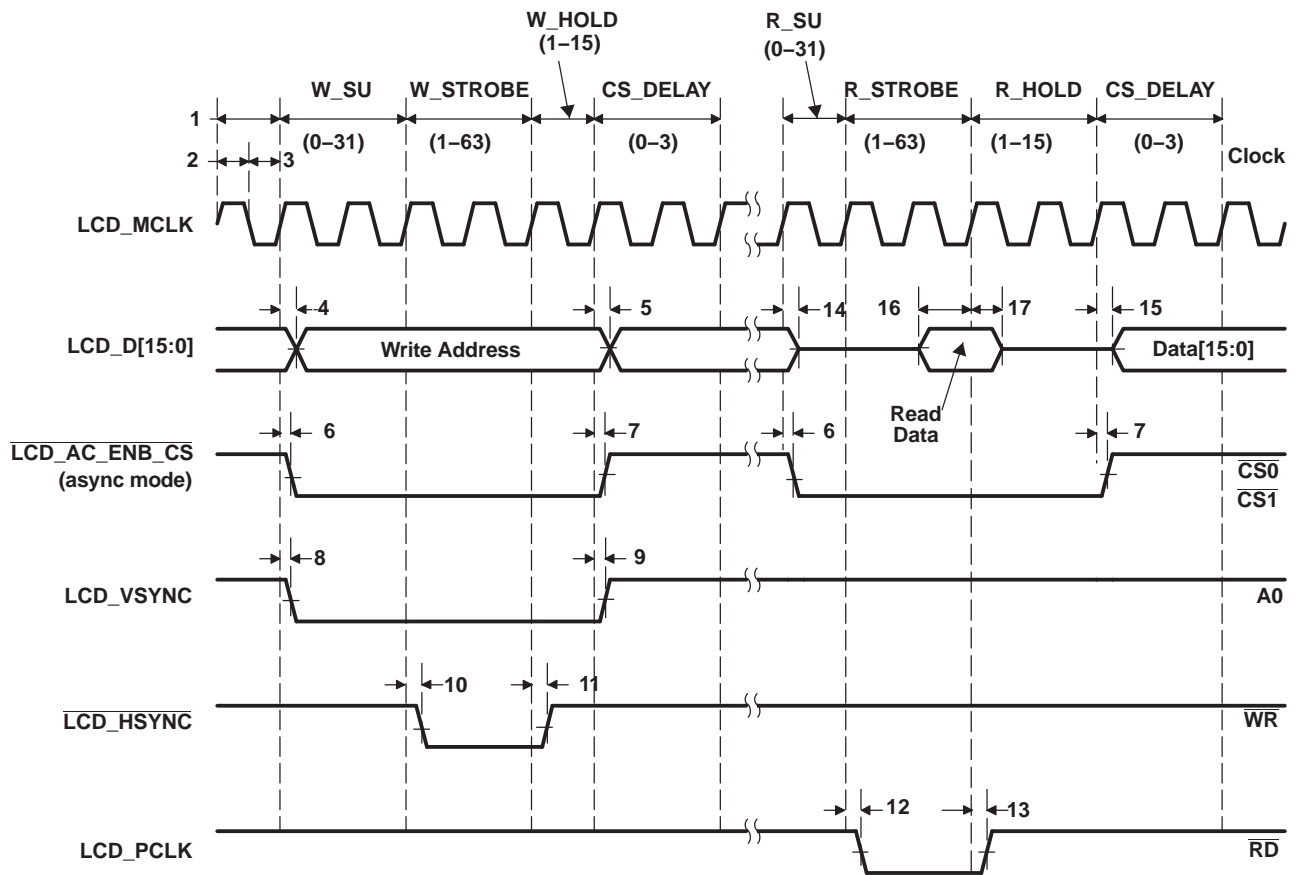 W_HOLD
(1–15)
R_SU
(0–31)
W_SU W_STROBE CS_DELAY R_STROBE R_HOLD CS_DELAY
1
(0–31) (1–63) (0–3) (1–63) (1–15) (0–3)
2 3 Clock
LCD_MCLK
4 5 14 16 17 15
LCD_D[15:0] Write Address Data[15:0]
Read
Data
6 7 6 7
LCD_AC_ENB_CS
(async mode)
CS0
CS1
8 9
LCD_VSYNC A0
10 11
LCD_HSYNC WR
12 13
LCD_PCLK RD